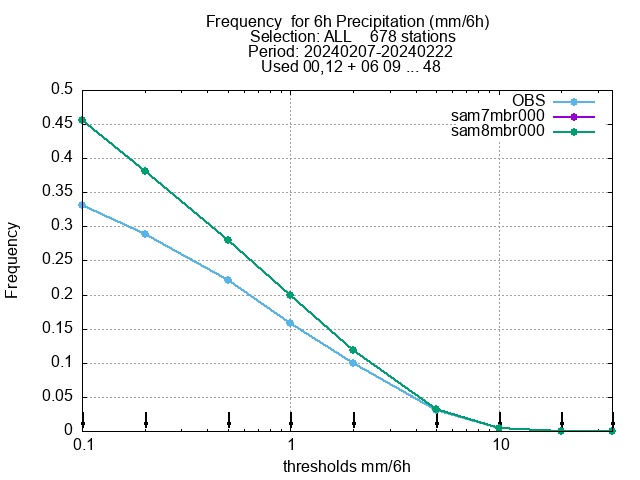 Frequency  for 6h Precipitation (mm/6h)
Selection: ALL    678 stations
Period: 20240207-20240222
Used 00,12 + 06 09 ... 48
OBS
sam7mbr000
sam8mbr000
Frequency
0.5
0.45
0.4
0.35
0.3
0.25
0.2
0.15
0.1
0.05
0
0.1
1
10
thresholds mm/6h